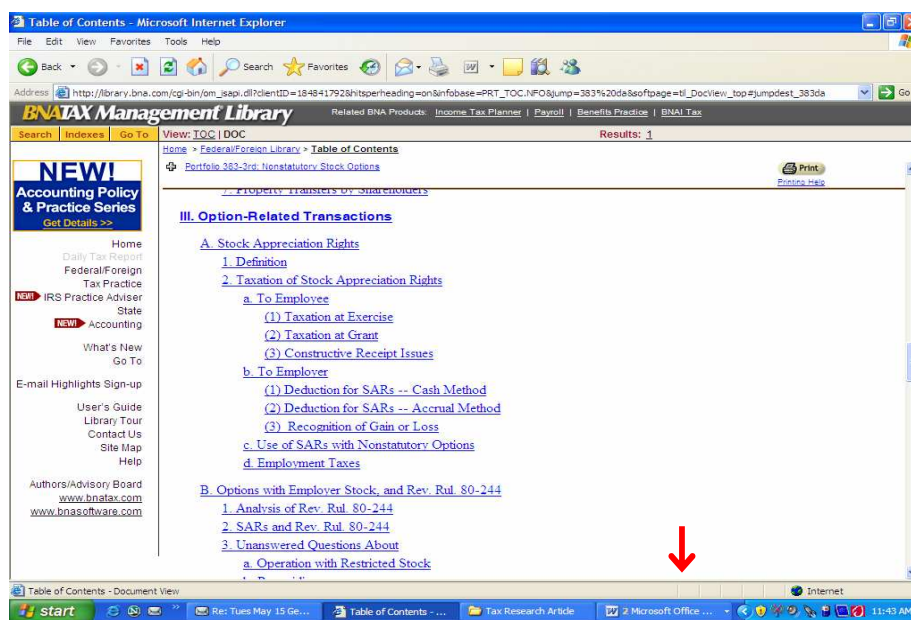 Table of Contents - Microsoft Internet Explorer
File Edit View Favorites Tools Help
Back Search Favorites
Address http://library.bna.com/cgi-bin/om_isapi.dll?clientID=184841792&hitsperheading=on&infobase=PRT_TOC.NFO&jump=383%20da&softpage=til_DocView_top#jumpdest_383da Go
BNATAX Management Library Related BNA Products: Income Tax Planner | Payroll | Benefits Practice | BNAI Tax
Search Indexes Go To View: TOC | DOC Results: 1
Home > Federal/Foreign Library > Table of Contents
Portfolio 383-3rd: Nonstatutory Stock Options
Print
Printing Help
NEW!
Accounting Policy
& Practice Series
Get Details >>
Home
Daily Tax Report
Federal/Foreign
Tax Practice
NEW! IRS Practice Adviser
State
NEW! Accounting
What's New
Go To
E-mail Highlights Sign-up
User's Guide
Library Tour
Contact Us
Site Map
Help
Authors/Advisory Board
www.bnatax.com
www.bnasoftware.com
7. Property Transfers by Shareholders
III. Option-Related Transactions
A. Stock Appreciation Rights
1. Definition
2. Taxation of Stock Appreciation Rights
a. To Employee
(1) Taxation at Exercise
(2) Taxation at Grant
(3) Constructive Receipt Issues
b. To Employer
(1) Deduction for SARs -- Cash Method
(2) Deduction for SARs -- Accrual Method
(3) Recognition of Gain or Loss
c. Use of SARs with Nonstatutory Options
d. Employment Taxes
B. Options with Employer Stock, and Rev. Rul. 80-244
1. Analysis of Rev. Rul. 80-244
2. SARs and Rev. Rul. 80-244
3. Unanswered Questions About
a. Operation with Restricted Stock
Table of Contents - Document View Internet
start Re: Tues May 15 Ge... Table of Contents - ... Tax Research Article 2 Microsoft Office ... 11:43 AM